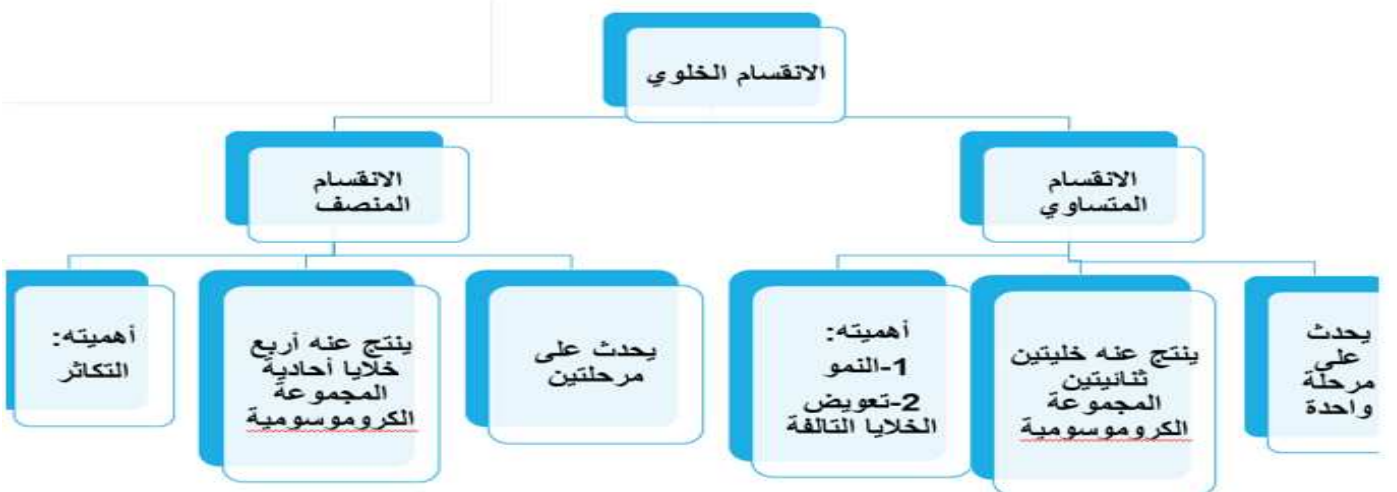 الانقسام الخلوي
الانقسام
المتساوي
الانقسام
المنصف
يحدث
على
مرحلة
واحدة
ينتج عنه خليتين
ثنائيتين
المجموعة
الكروموسومية
أهميته:
1-النمو
2-تعويض
الخلايا التالفة
يحدث على
مرحلتين
ينتج عنه أربع
خلايا أحادية
المجموعة
الكروموسومية
أهميته:
التكاثر